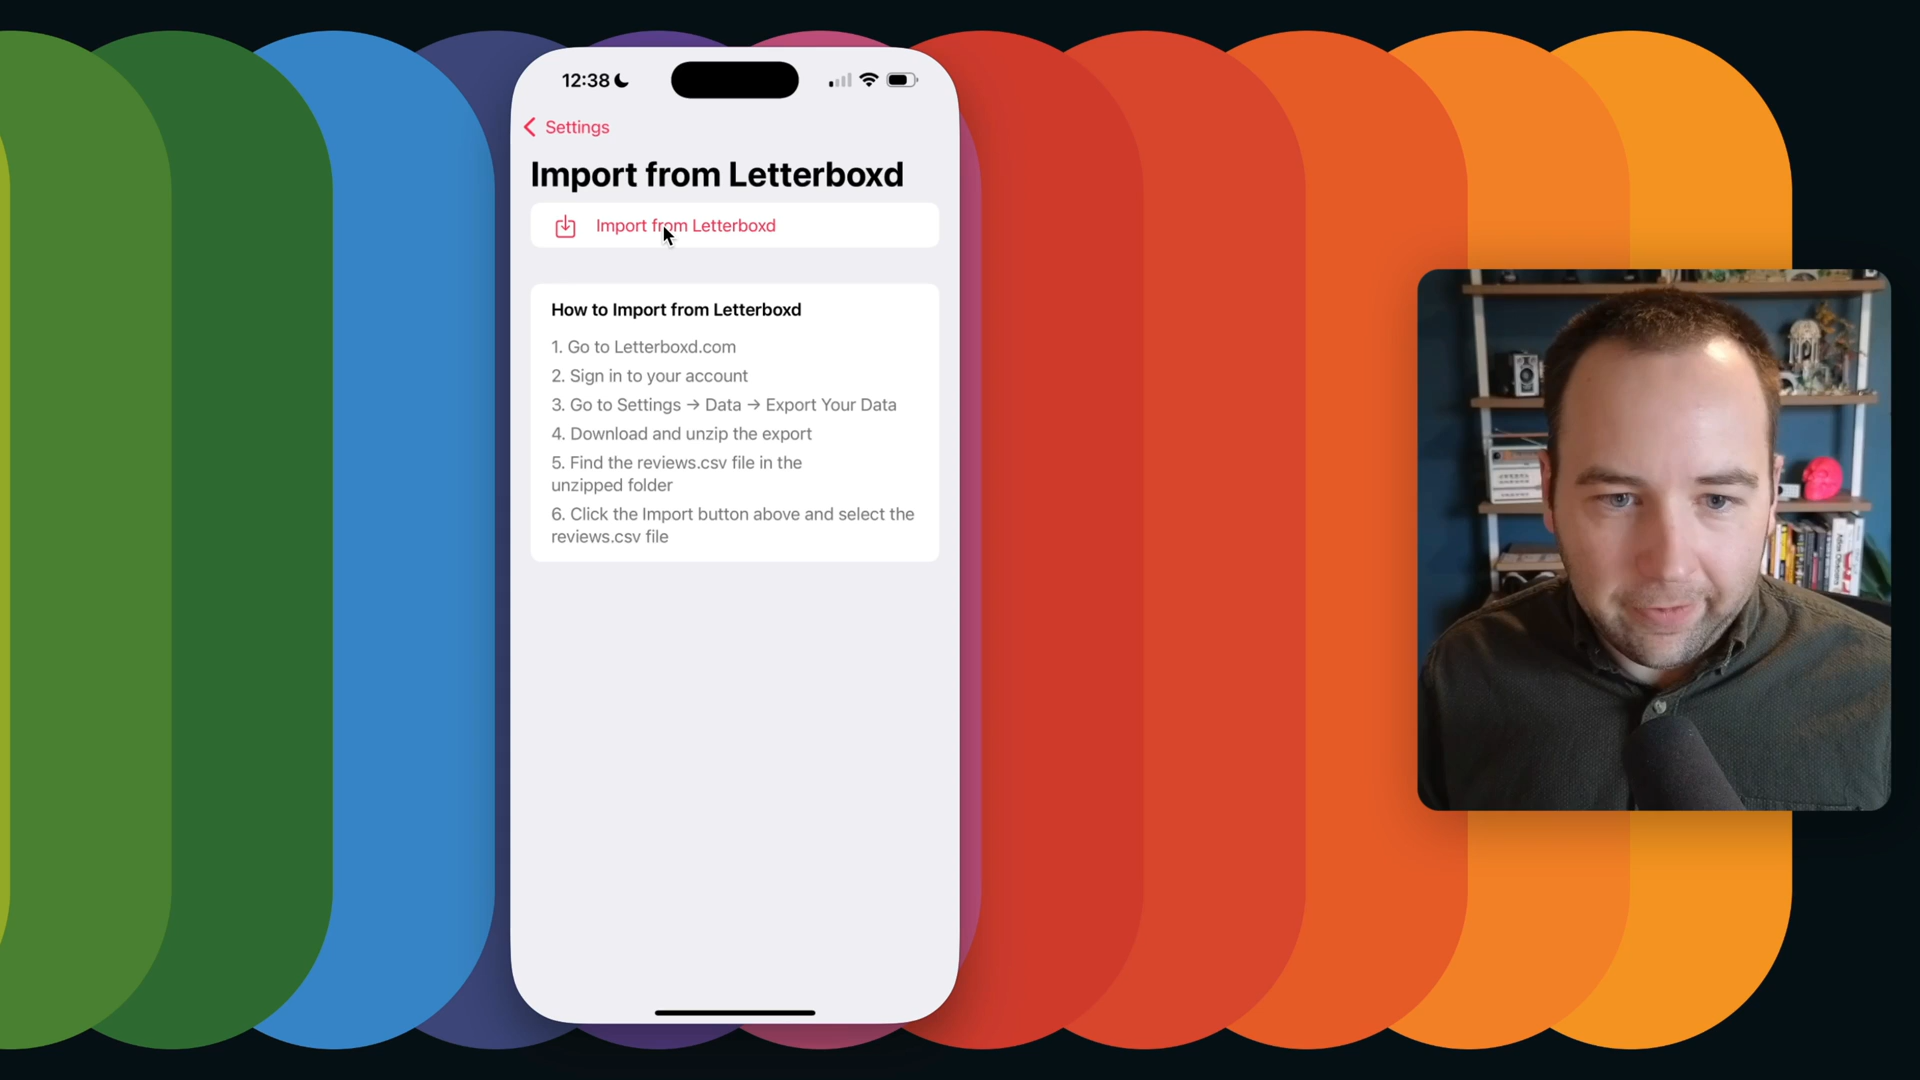 12:38
Settings
Import from Letterboxd
Import from Letterboxd
How to Import from Letterboxd
1. Go to Letterboxd.com
2. Sign in to your account
3. Go to Settings → Data → Export Your Data
4. Download and unzip the export
5. Find the reviews.csv file in the
unzipped folder
6. Click the Import button above and select the
reviews.csv file